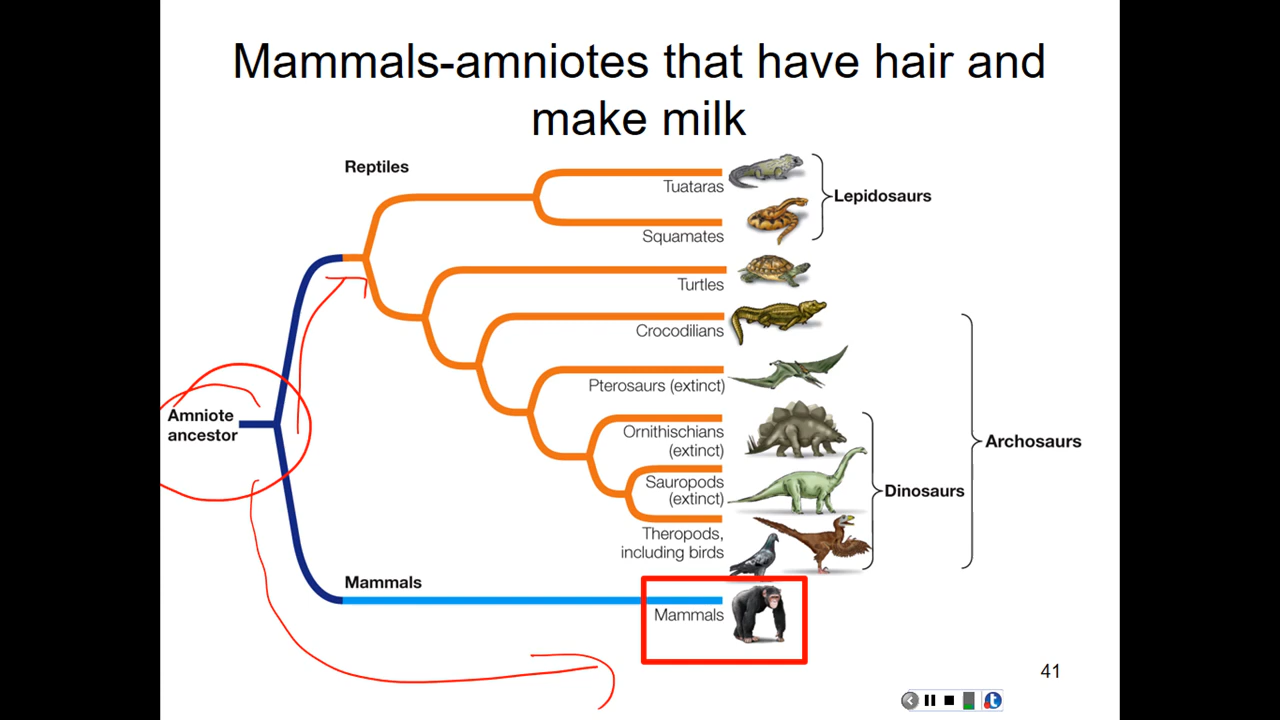 Mammals-amniotes that have hair and
make milk
Reptiles
Tuataras
Lepidosaurs
Squamates
Turtles
Crocodilians
Pterosaurs (extinct)
Amniote
ancestor
Ornithischians
(extinct)
Archosaurs
Sauropods
(extinct)
Dinosaurs
Theropods,
including birds
Mammals
Mammals
41
t